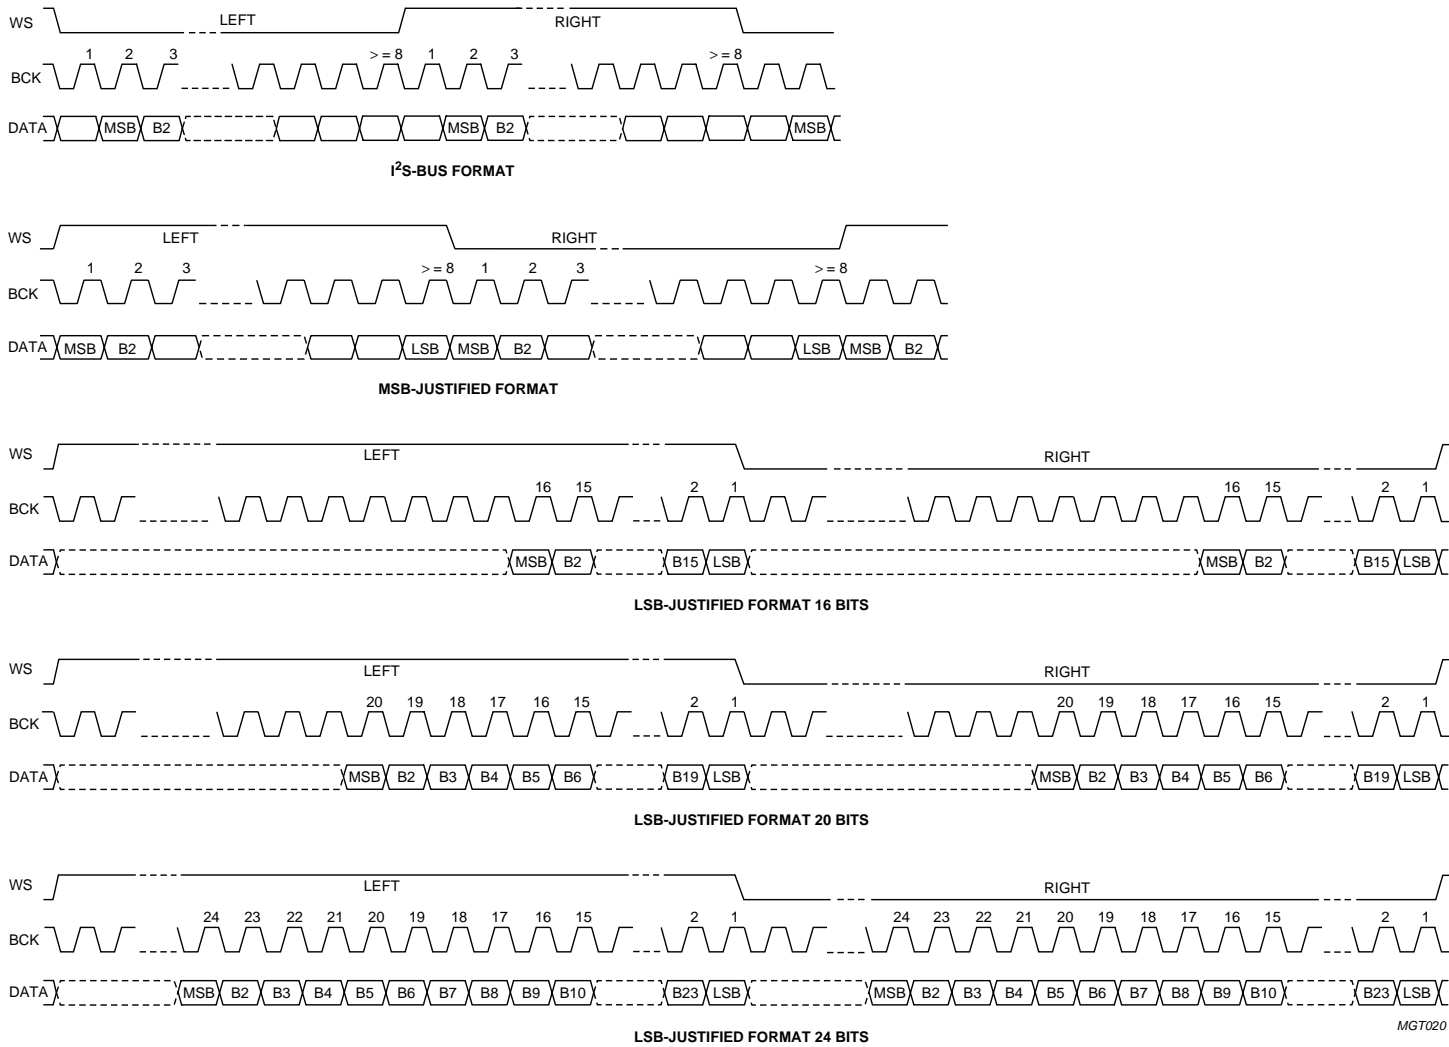 WS LEFT RIGHT
1 2 3 > = 8 1 2 3 > = 8
BCK
DATA MSB B2 MSB B2 MSB
I2S-BUS FORMAT
WS LEFT RIGHT
1 2 3 > = 8 1 2 3 > = 8
BCK
DATA MSB B2 LSB MSB B2 LSB MSB B2
MSB-JUSTIFIED FORMAT
WS LEFT RIGHT
16 15 2 1 16 15 2 1
BCK
DATA MSB B2 B15 LSB MSB B2 B15 LSB
LSB-JUSTIFIED FORMAT 16 BITS
WS LEFT RIGHT
20 19 18 17 16 15 2 1 20 19 18 17 16 15 2 1
BCK
DATA MSB B2 B3 B4 B5 B6 B19 LSB MSB B2 B3 B4 B5 B6 B19 LSB
LSB-JUSTIFIED FORMAT 20 BITS
WS LEFT RIGHT
24 23 22 21 20 19 18 17 16 15 2 1 24 23 22 21 20 19 18 17 16 15 2 1
BCK
DATA MSB B2 B3 B4 B5 B6 B7 B8 B9 B10 B23 LSB MSB B2 B3 B4 B5 B6 B7 B8 B9 B10 B23 LSB
MGT020
LSB-JUSTIFIED FORMAT 24 BITS